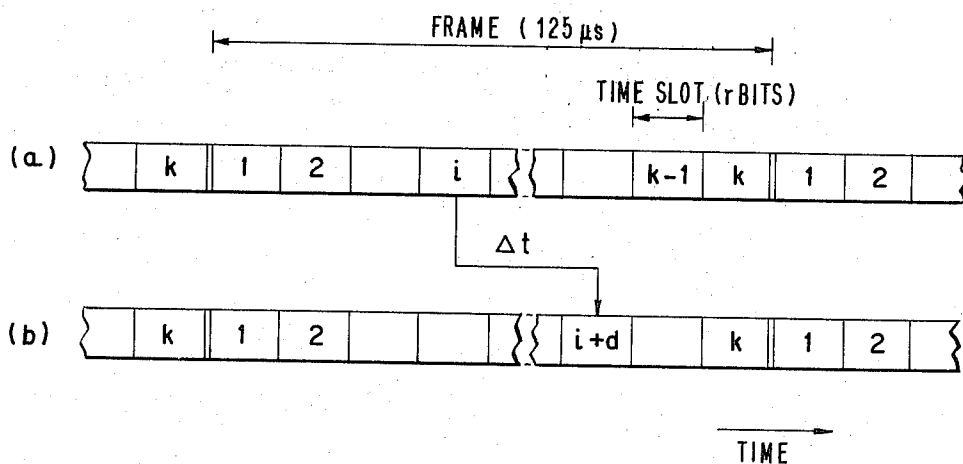 FRAME (125 μs)
TIME SLOT (r BITS)
(a) k 1 2 i k-1 k 1 2
Δt
(b) k 1 2 i+d k 1 2
TIME